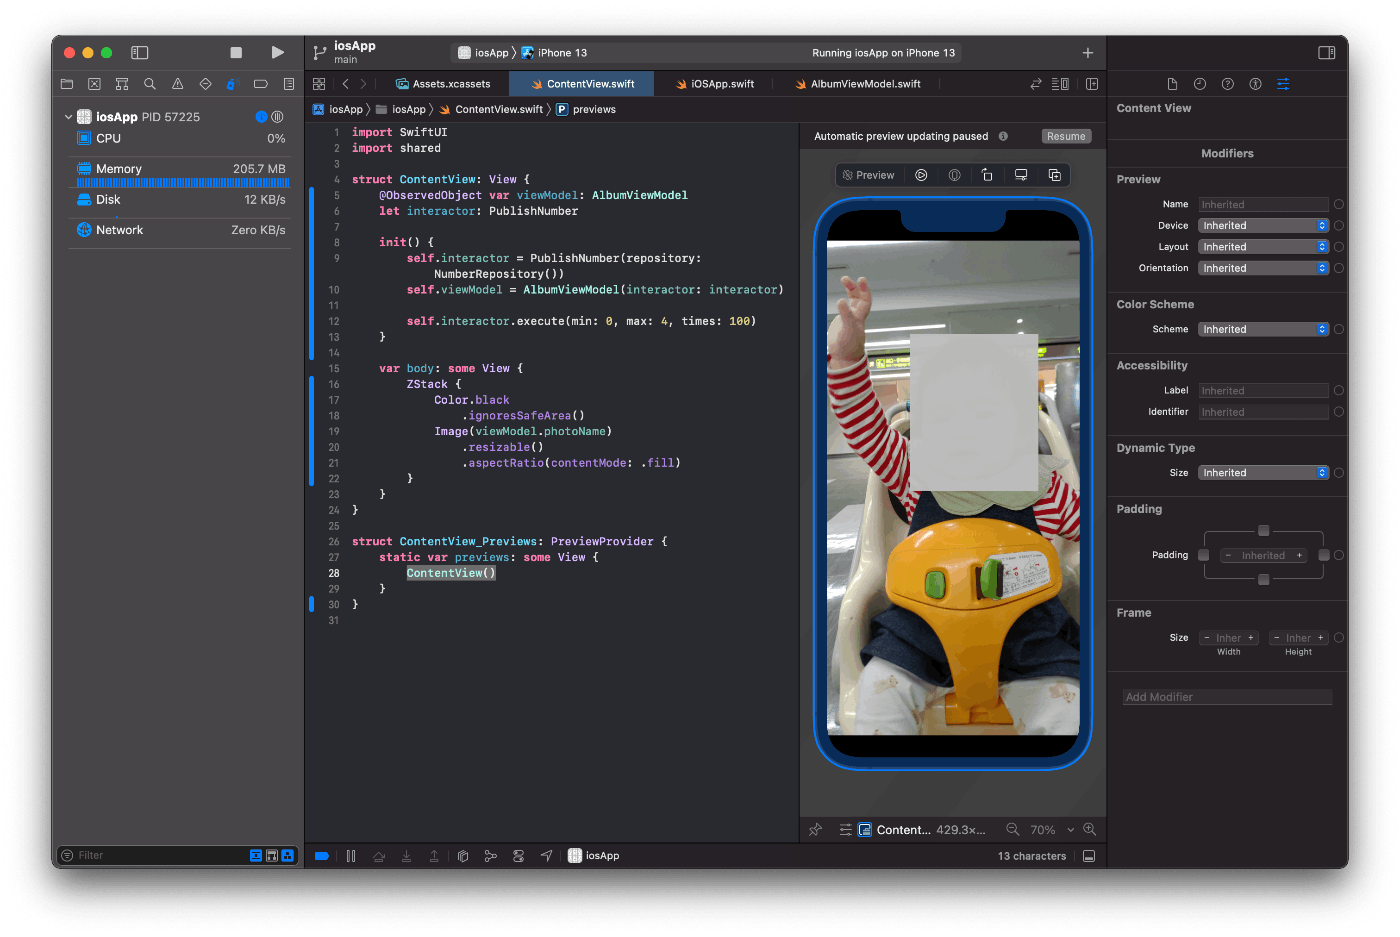 iosApp
main
iosApp
iPhone 13
Running iosApp on iPhone 13
Assets.xcassets
ContentView.swift
iOSApp.swift
AlbumViewModel.swift
iosApp PID 57225
CPU 0%
Memory 205.7 MB
Disk 12 KB/s
Network Zero KB/s
Filter
iosApp
iosApp
ContentView.swift
P previews
1 import SwiftUI
2 import shared
3
4 struct ContentView: View {
5 @ObservedObject var viewModel: AlbumViewModel
6 let interactor: PublishNumber
7
8 init() {
9 self.interactor = PublishNumber(repository:
NumberRepository())
10 self.viewModel = AlbumViewModel(interactor: interactor)
11
12 self.interactor.execute(min: 0, max: 4, times: 100)
13 }
14
15 var body: some View {
16 ZStack {
17 Color.black
18 .ignoresSafeArea()
19 Image(viewModel.photoName)
20 .resizable()
21 .aspectRatio(contentMode: .fill)
22 }
23 }
24 }
25
26 struct ContentView_Previews: PreviewProvider {
27 static var previews: some View {
28 ContentView()
29 }
30 }
31
iosApp
13 characters
Automatic preview updating paused
Resume
Preview
Content... 429.3×...
70%
Content View
Modifiers
Preview
Name Inherited
Device Inherited
Layout Inherited
Orientation Inherited
Color Scheme
Scheme Inherited
Accessibility
Label Inherited
Identifier Inherited
Dynamic Type
Size Inherited
Padding
Padding − Inherited +
Frame
Size − Inher + − Inher +
Width Height
Add Modifier